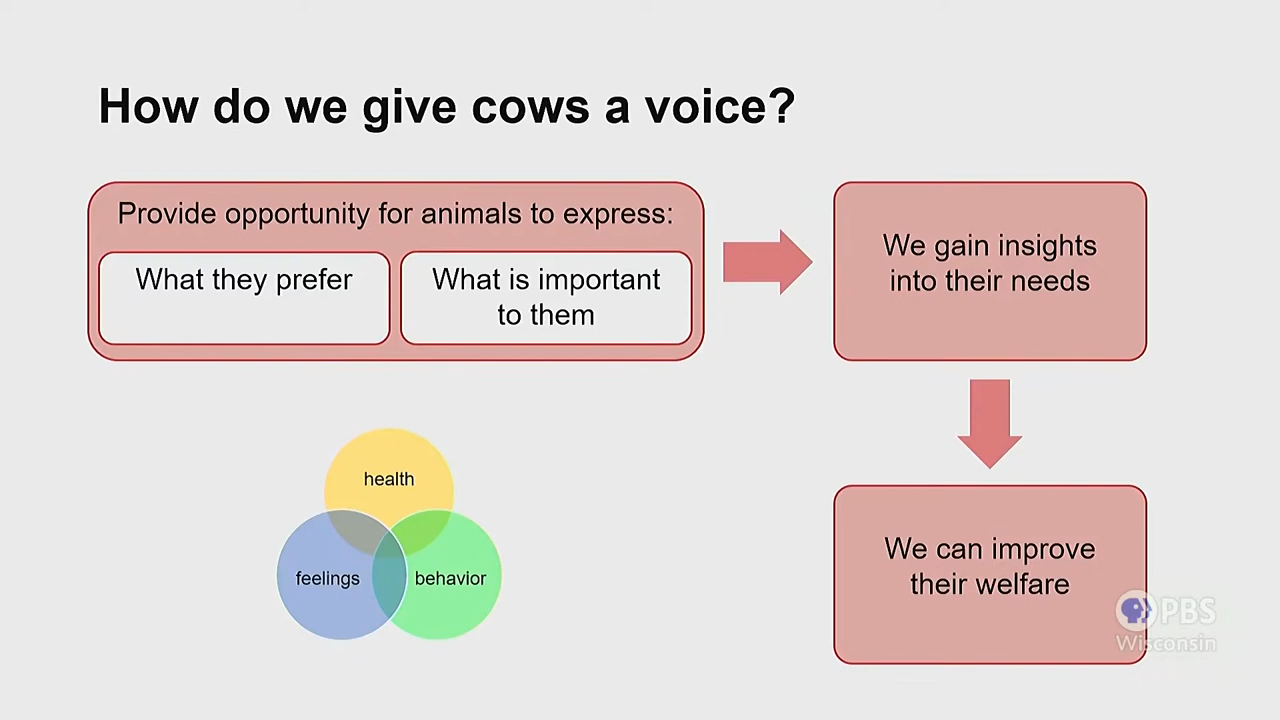 How do we give cows a voice?
Provide opportunity for animals to express:
What they prefer
What is important
to them
We gain insights
into their needs
health
feelings
behavior
We can improve
their welfare
PBS
Wisconsin